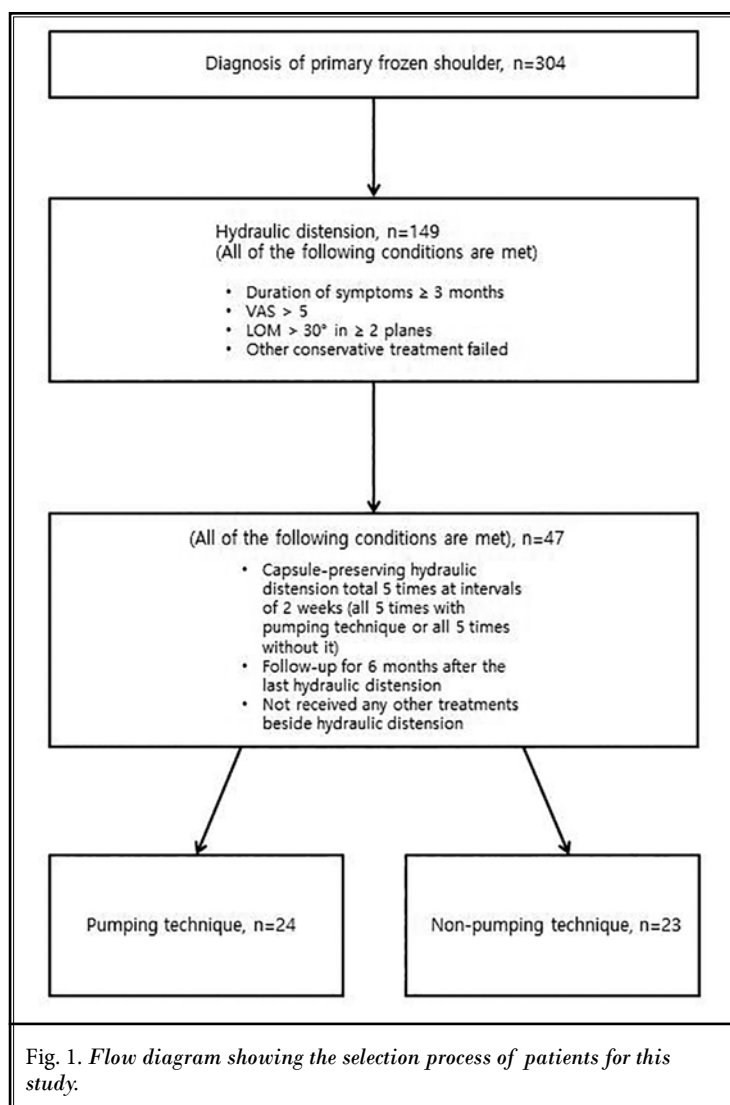 Diagnosis of primary frozen shoulder, n=304
Hydraulic distension, n=149
(All of the following conditions are met)
• Duration of symptoms ≥ 3 months
• VAS > 5
• LOM > 30° in ≥ 2 planes
• Other conservative treatment failed
(All of the following conditions are met), n=47
• Capsule-preserving hydraulic
distension total 5 times at intervals
of 2 weeks (all 5 times with
pumping technique or all 5 times
without it)
• Follow-up for 6 months after the
last hydraulic distension
• Not received any other treatments
beside hydraulic distension
Pumping technique, n=24
Non-pumping technique, n=23
Fig. 1. Flow diagram showing the selection process of patients for this
study.